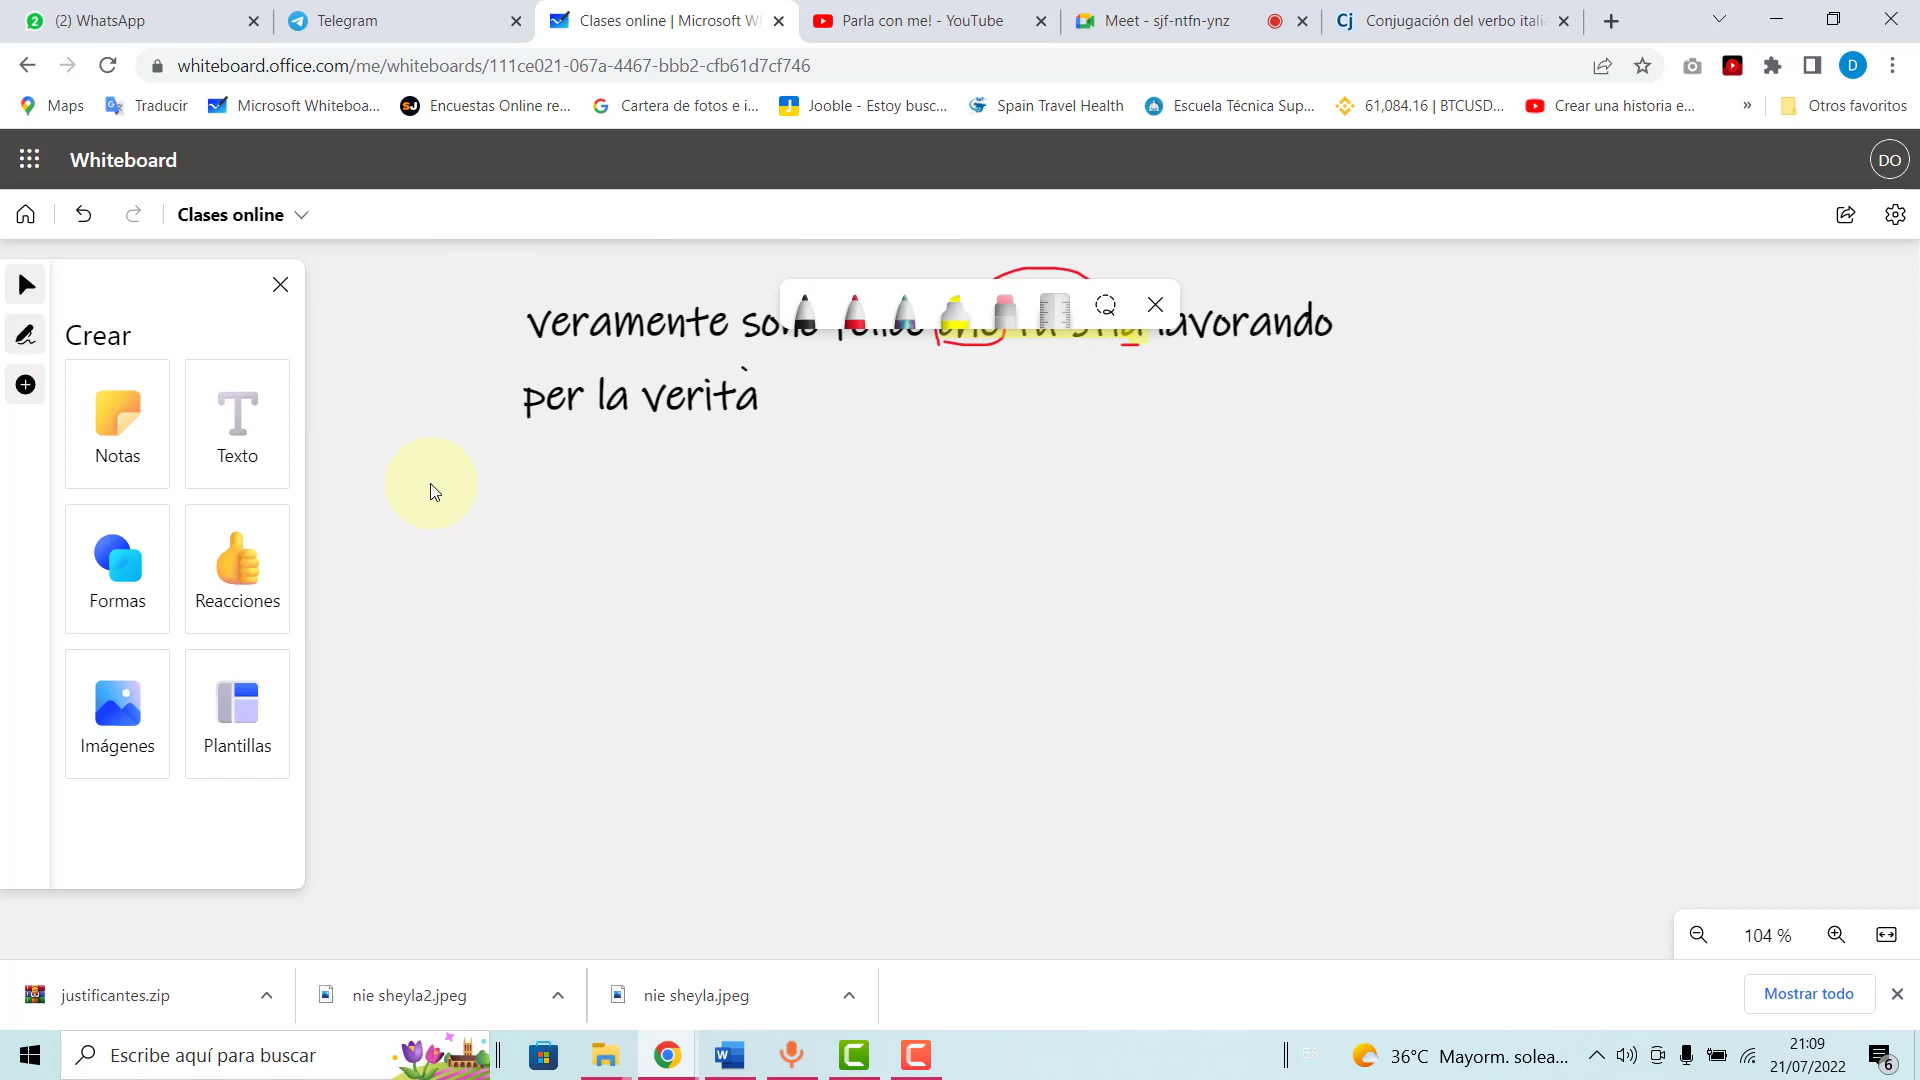 (2) WhatsApp
Telegram
Clases online | Microsoft W
Parla con me! - YouTube
Meet - sjf-ntfn-ynz
Cj Conjugación del verbo itali
whiteboard.office.com/me/whiteboards/111ce021-067a-4467-bbb2-cfb61d7cf746
D
Maps
Traducir
Microsoft Whiteboa...
Encuestas Online re...
Cartera de fotos e i...
Jooble - Estoy busc...
Spain Travel Health
Escuela Técnica Sup...
61,084.16 | BTCUSD...
Crear una historia e...
»
Otros favoritos
Whiteboard
DO
Clases online
Crear
Notas
Texto
Formas
Reacciones
Imágenes
Plantillas
veramente lavorando
per la verità
104 %
justificantes.zip
nie sheyla2.jpeg
nie sheyla.jpeg
Mostrar todo
Escribe aquí para buscar
36°C Mayorm. solea...
21:09
21/07/2022
6